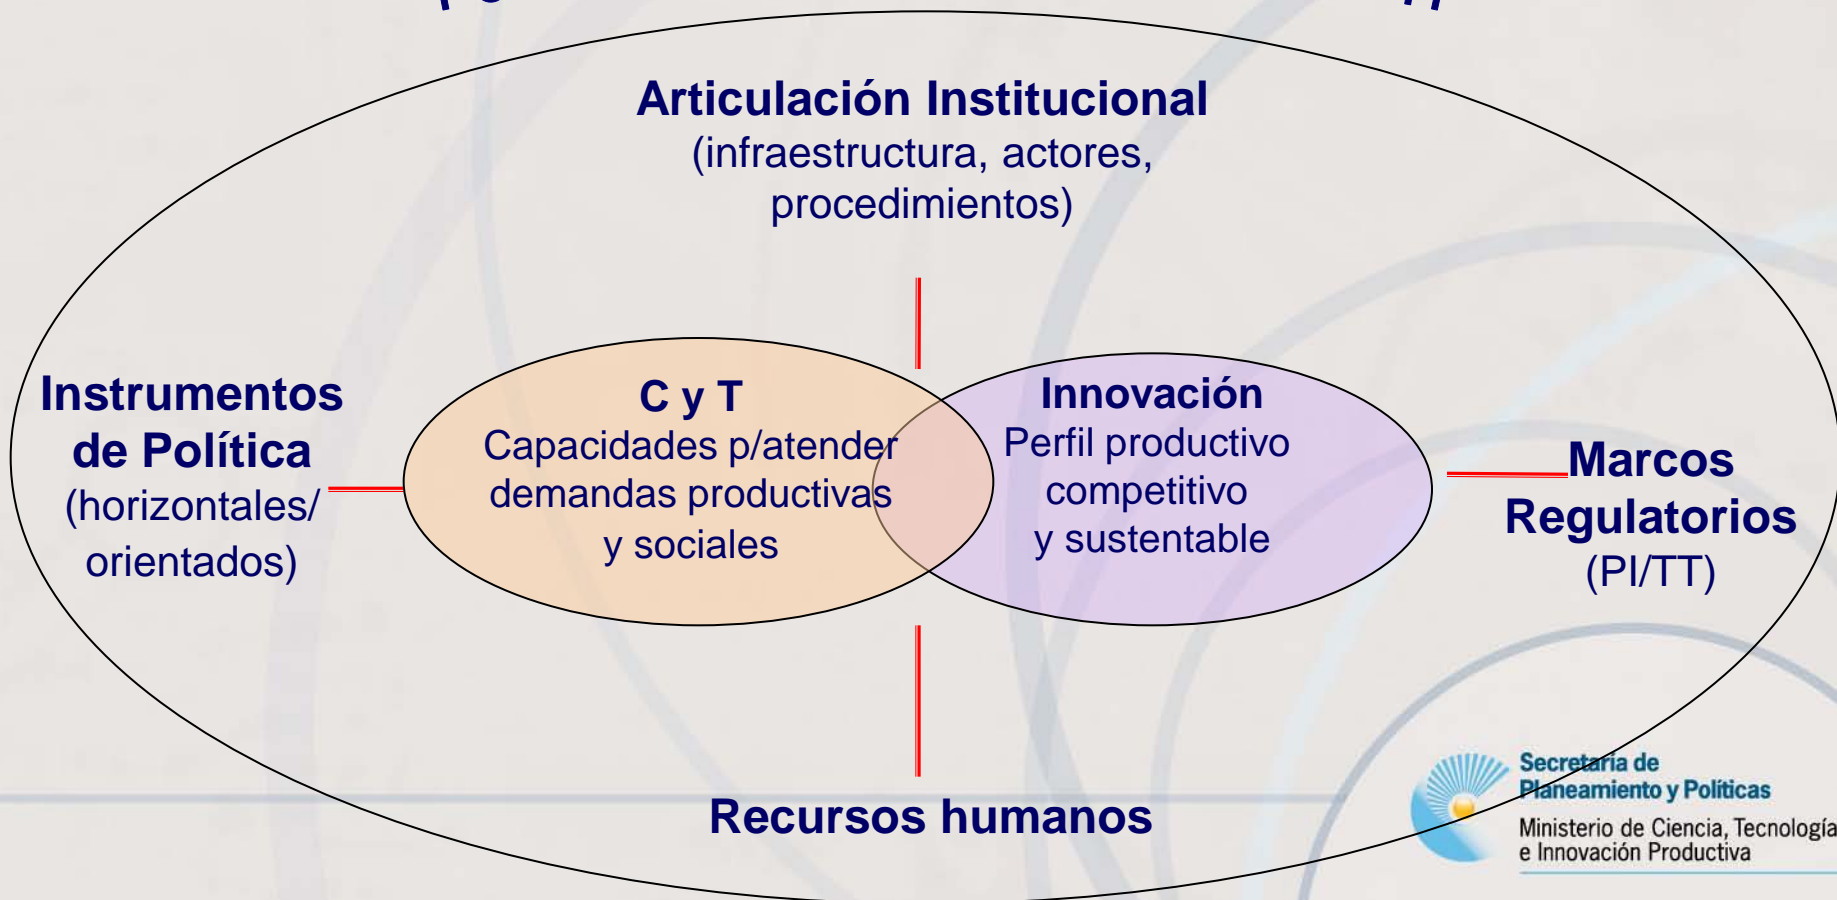 Articulación Institucional
(infraestructura, actores,
procedimientos)
Instrumentos
de Política
(horizontales/
orientados)
C y T
Capacidades p/atender
demandas productivas
y sociales
Innovación
Perfil productivo
competitivo
y sustentable
Marcos
Regulatorios
(PI/TT)
Recursos humanos
Secretaría de
Planeamiento y Políticas
Ministerio de Ciencia, Tecnología
e Innovación Productiva